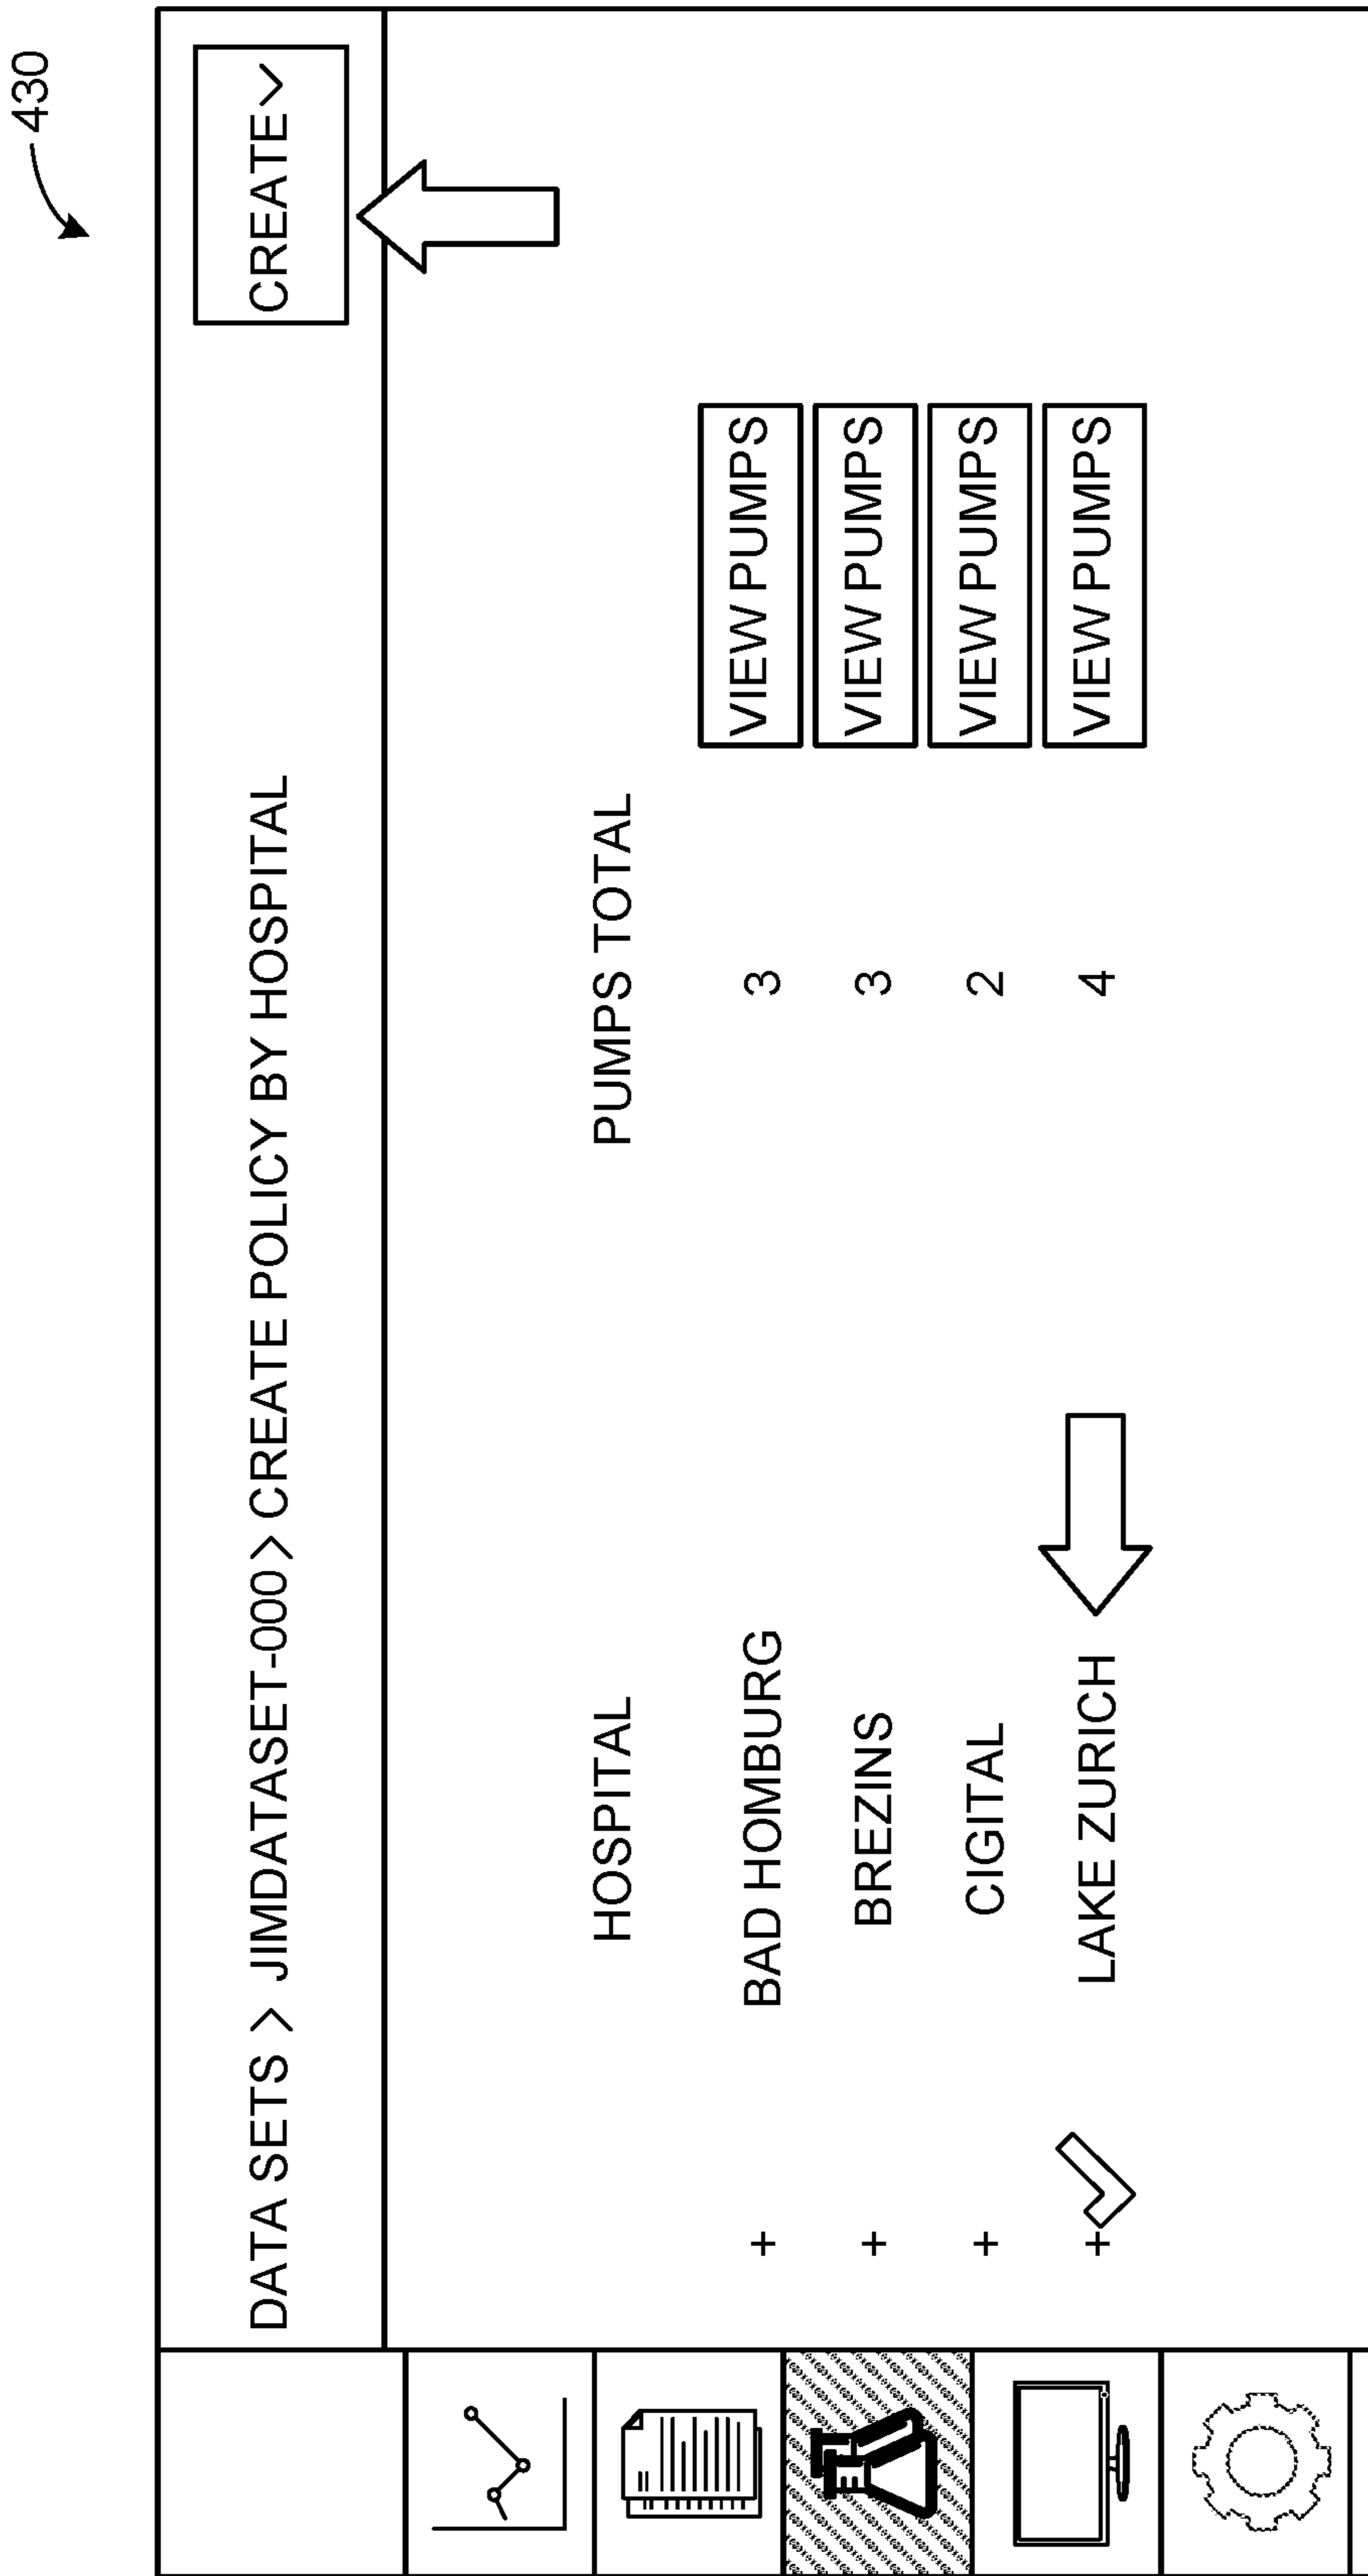 430
DATA SETS > JIMDATASET-000 > CREATE POLICY BY HOSPITAL CREATE
HOSPITAL PUMPS TOTAL
+ BAD HOMBURG 3 VIEW PUMPS
+ BREZINS 3 VIEW PUMPS
+ CIGITAL 2 VIEW PUMPS
+ LAKE ZURICH 4 VIEW PUMPS